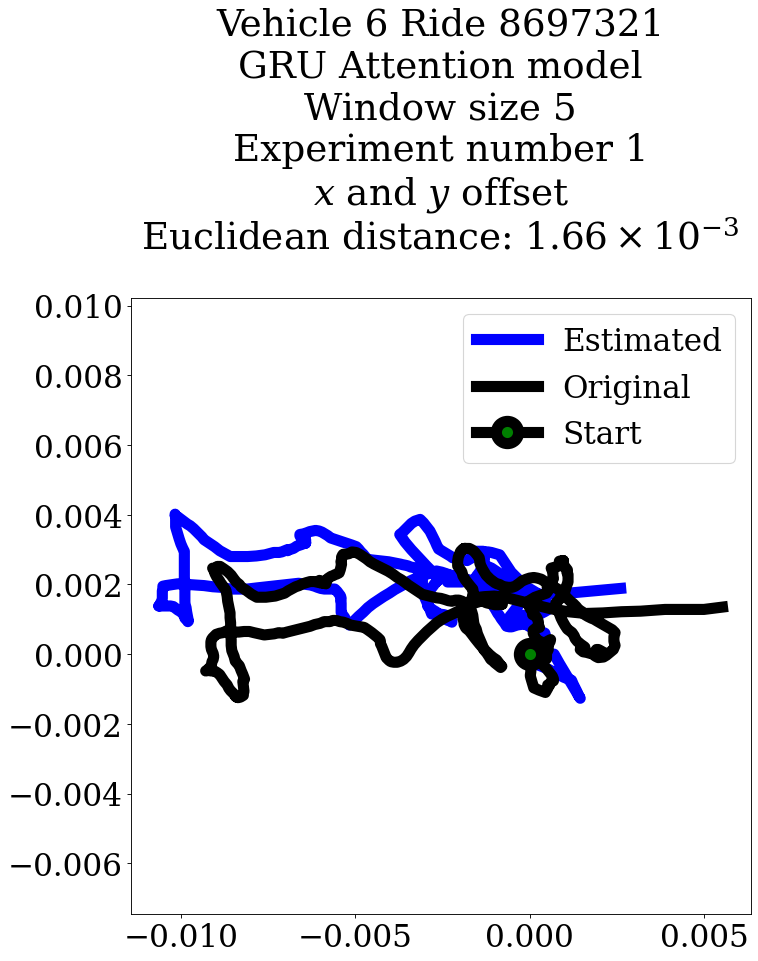 Vehicle 6 Ride 8697321
GRU Attention model
Window size 5
Experiment number 1
x and y offset
Euclidean distance: 1.66 × 10⁻³
0.010
0.008
0.006
0.004
0.002
0.000
−0.002
−0.004
−0.006
Estimated
Original
Start
−0.010 −0.005 0.000 0.005